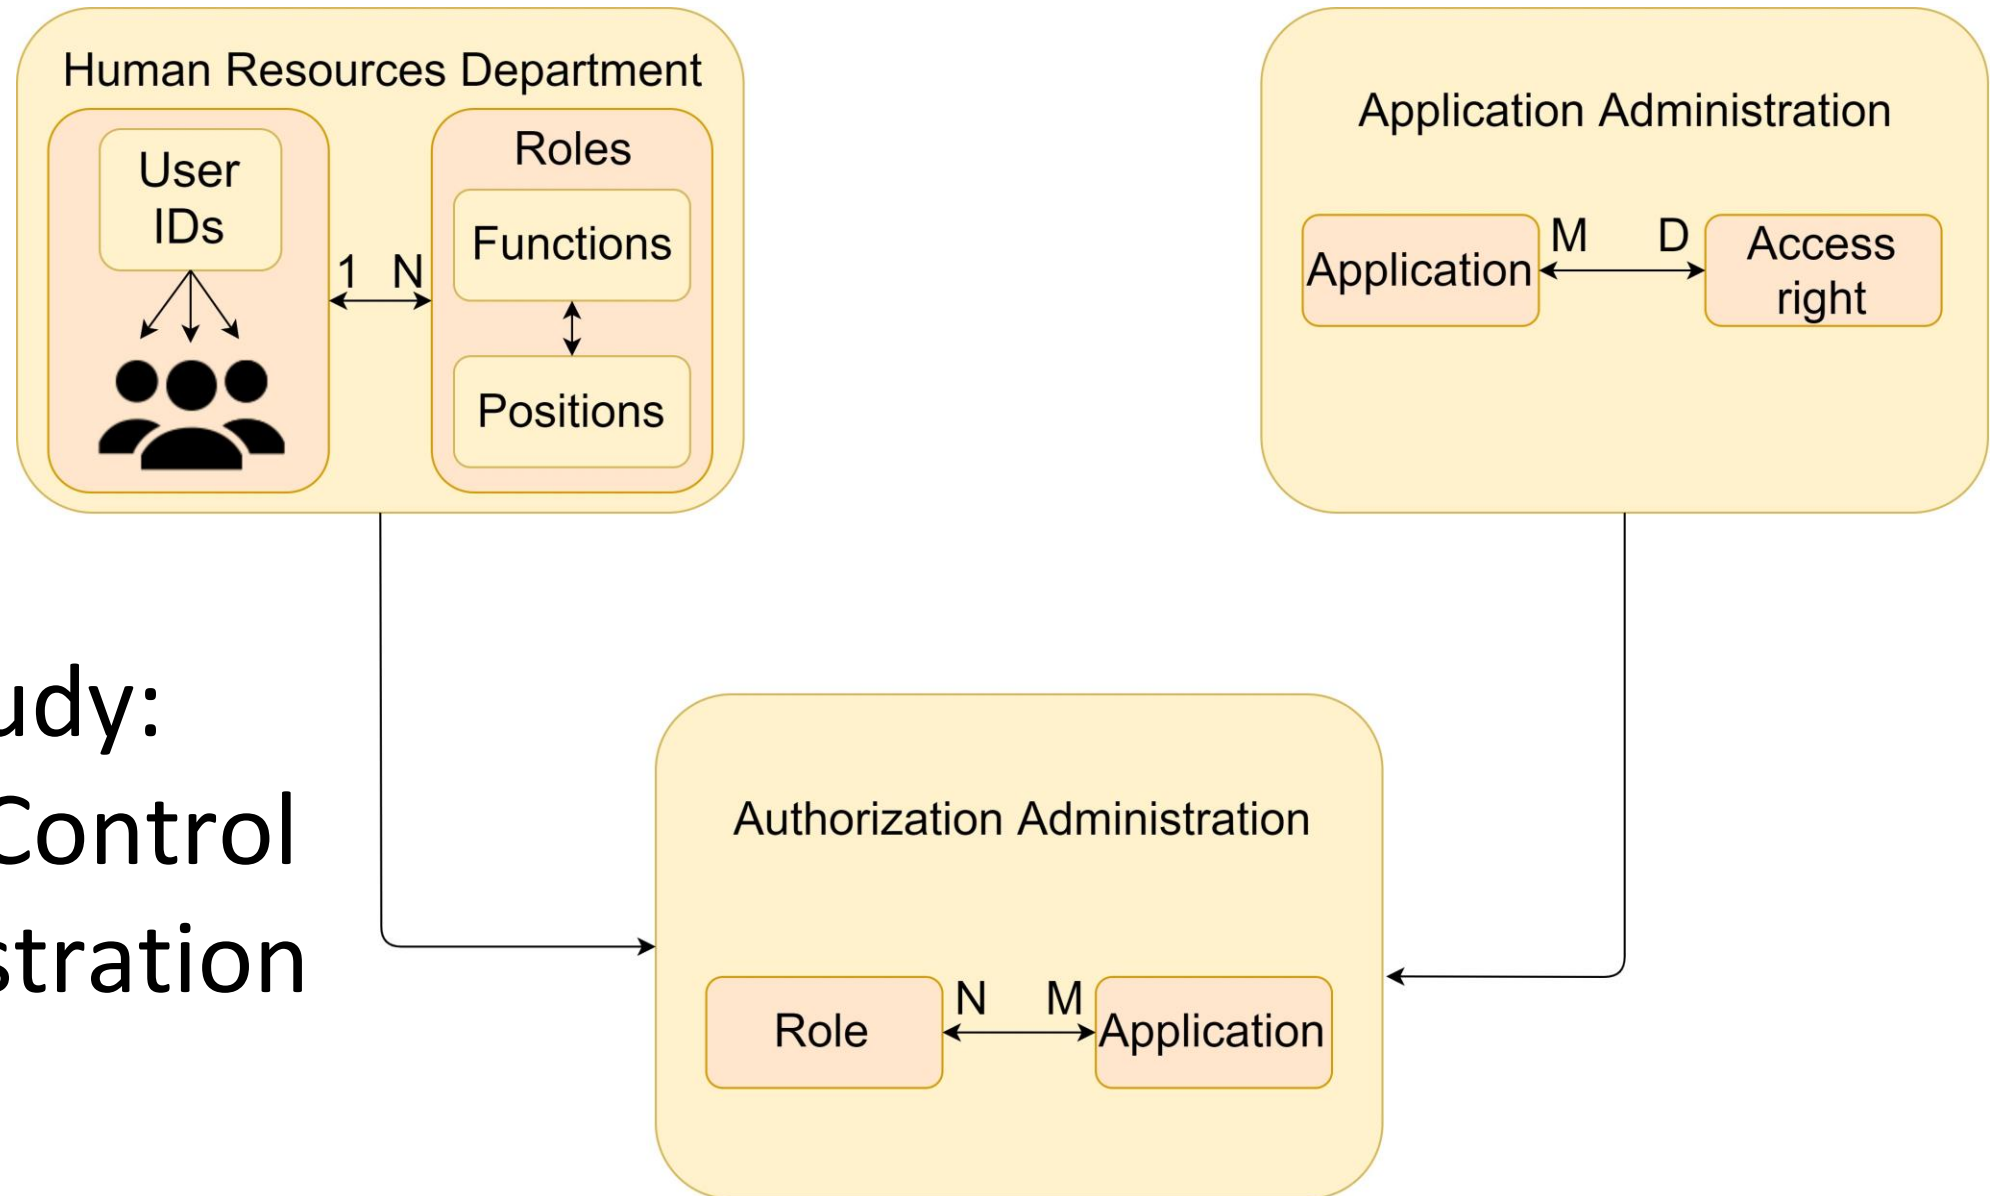 Human Resources Department
User
IDs
1 N
Roles
Functions
Positions
Application Administration
Application
M D
Access
right
udy:
Control
stration
Authorization Administration
Role
N M
Application